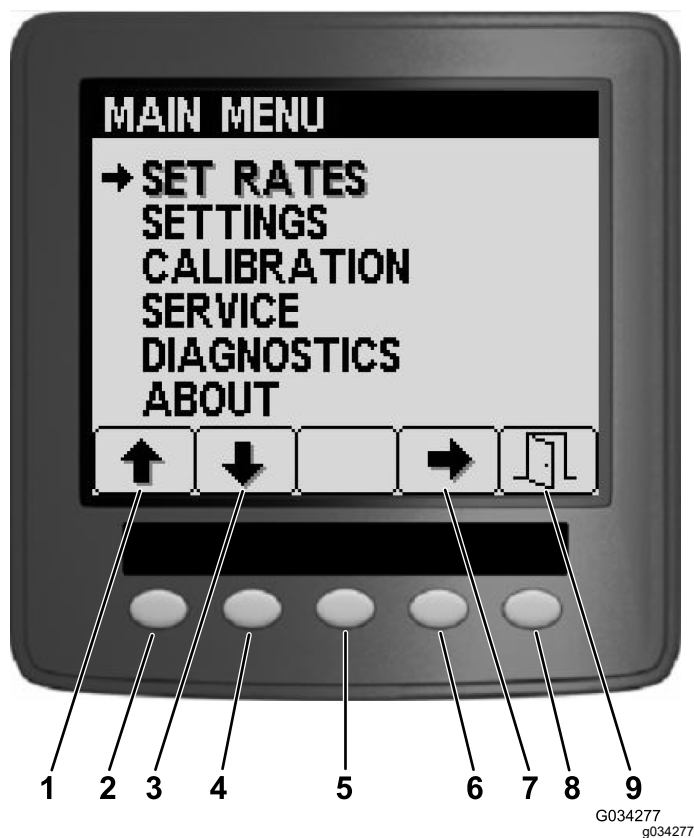 MAIN MENU
SET RATES
SETTINGS
CALIBRATION
SERVICE
DIAGNOSTICS
ABOUT
1 2 3 4 5 6 7 8 9
G034277
g034277